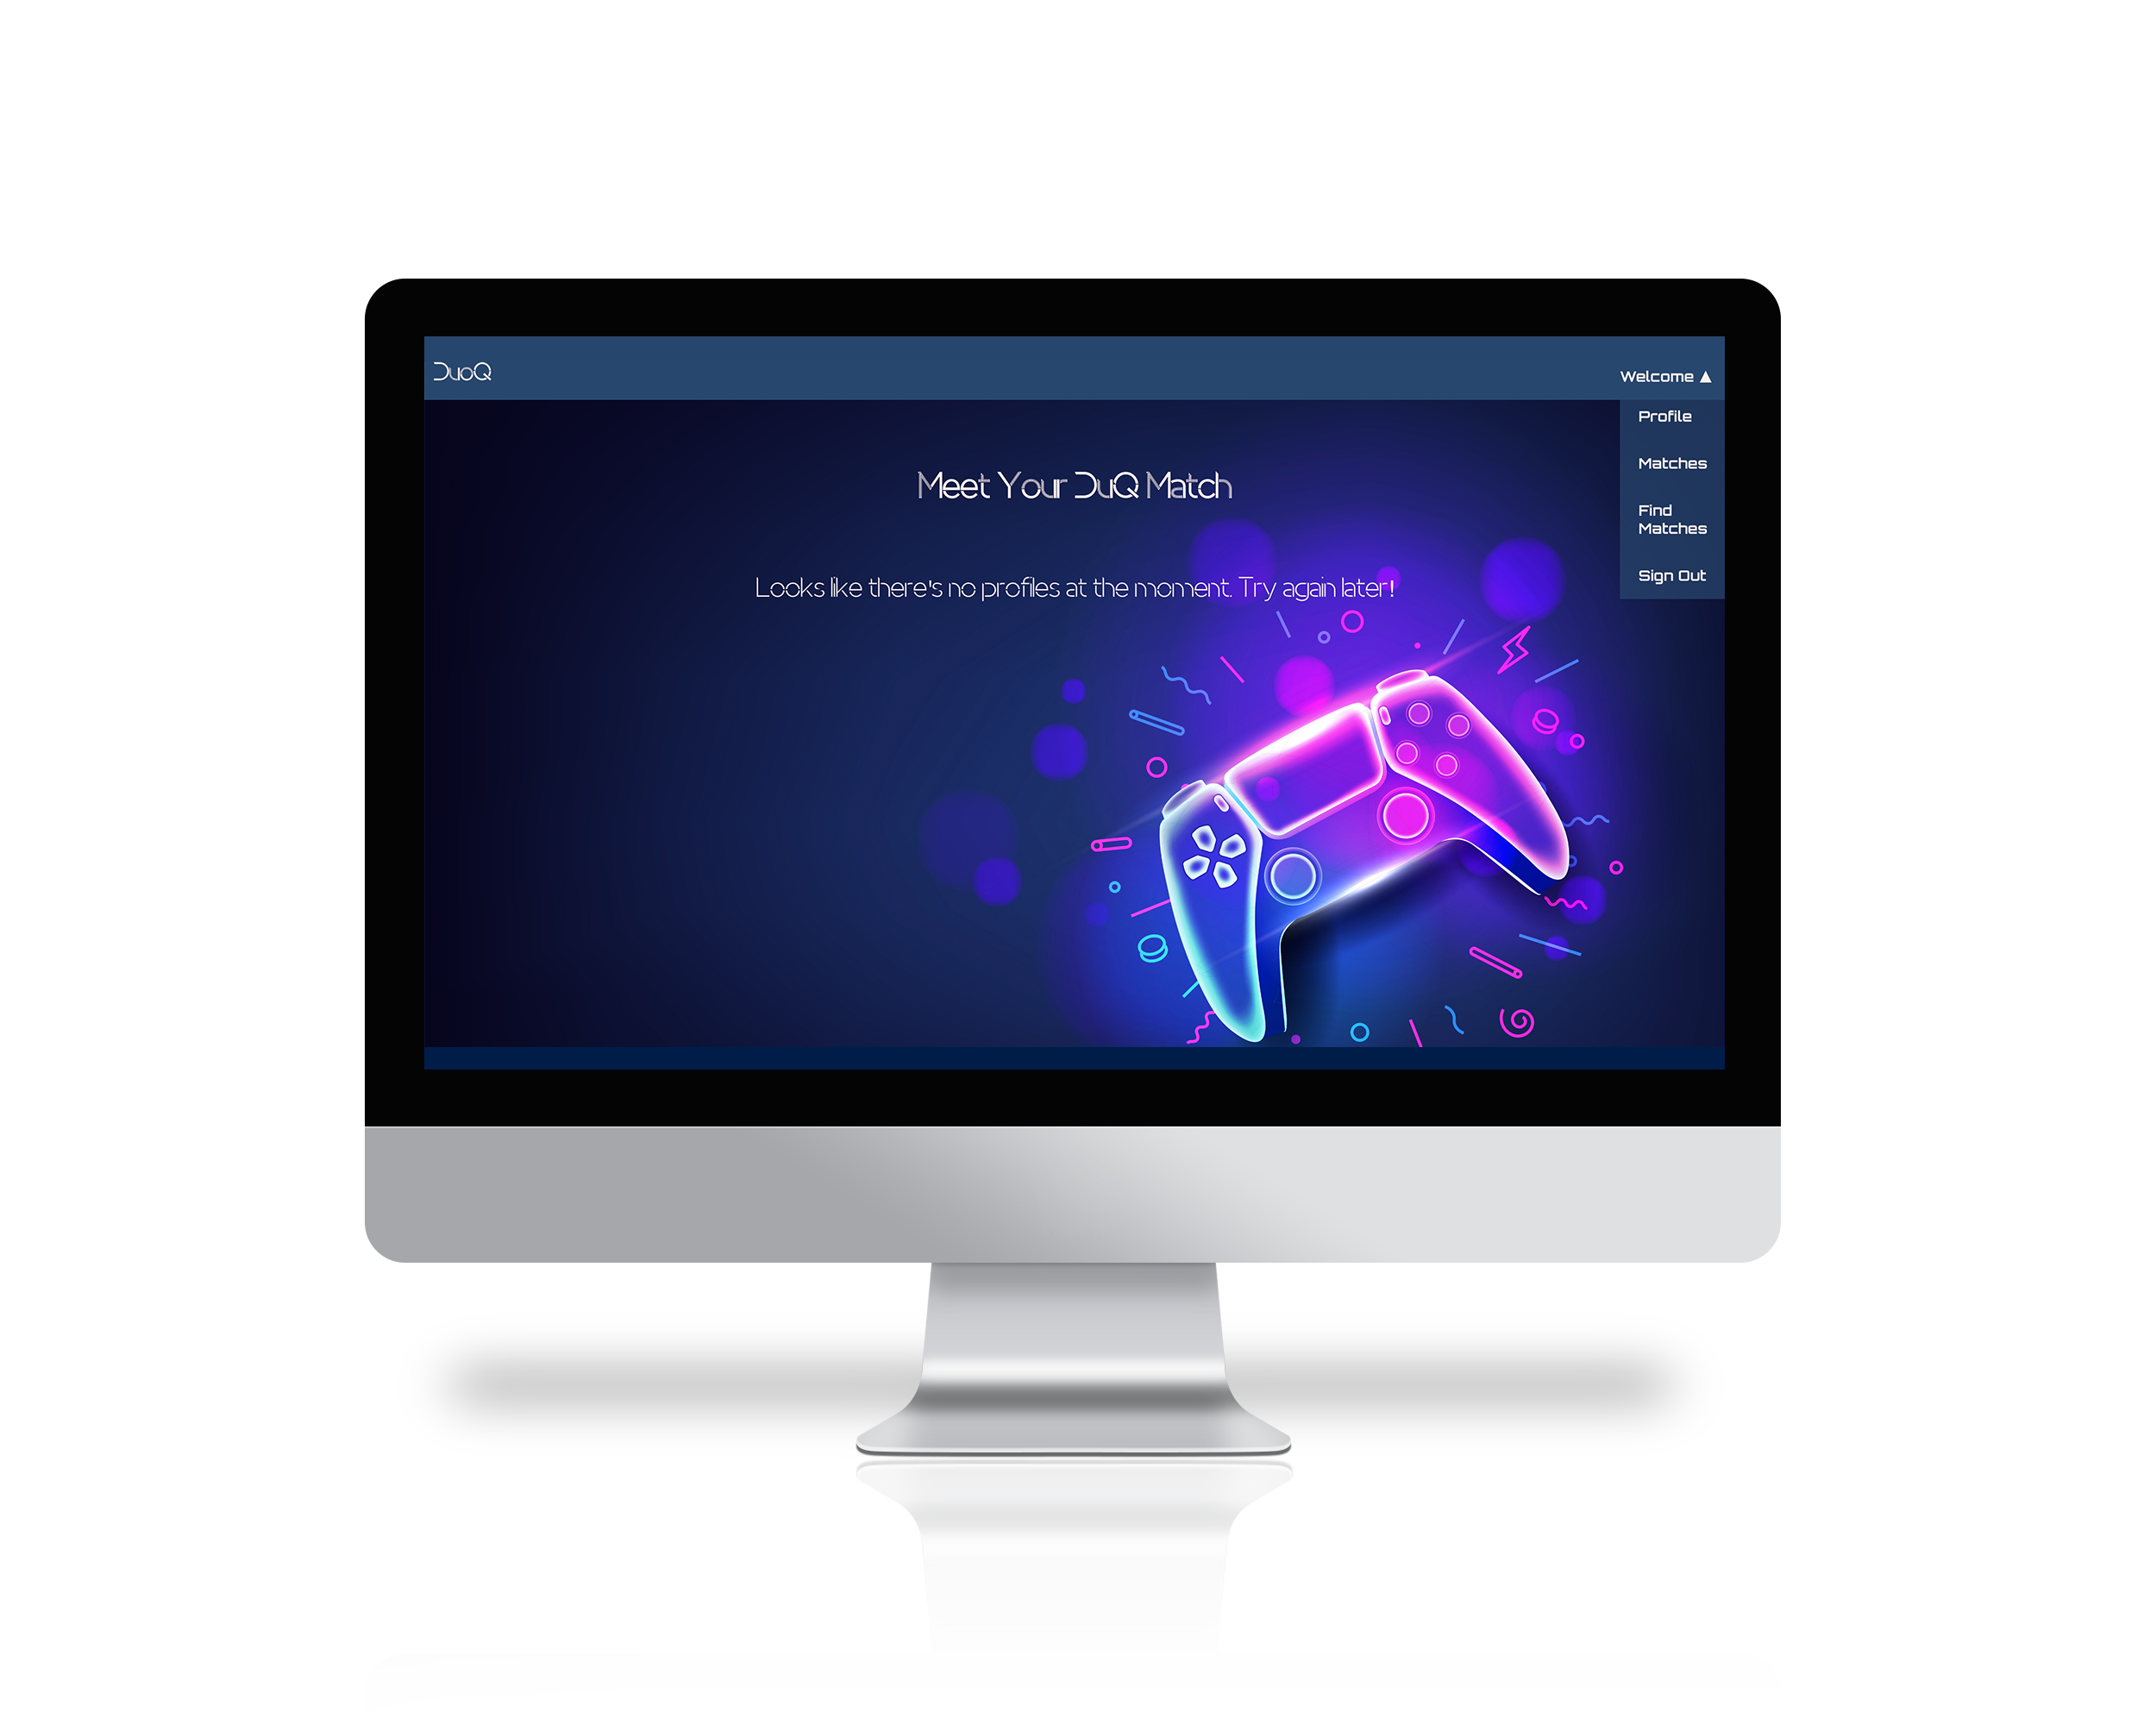 DuoQ
Welcome ▲
Profile
Matches
Find
Matches
Sign Out
Meet Your DuQ Match
Looks like there's no profiles at the moment. Try again later!